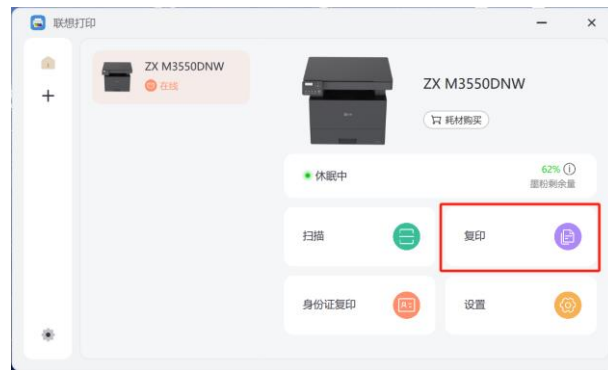 联想打印
ZX M3550DNW
在线
ZX M3550DNW
耗材购买
休眠中
62%
墨粉剩余量
扫描
复印
身份证复印
设置